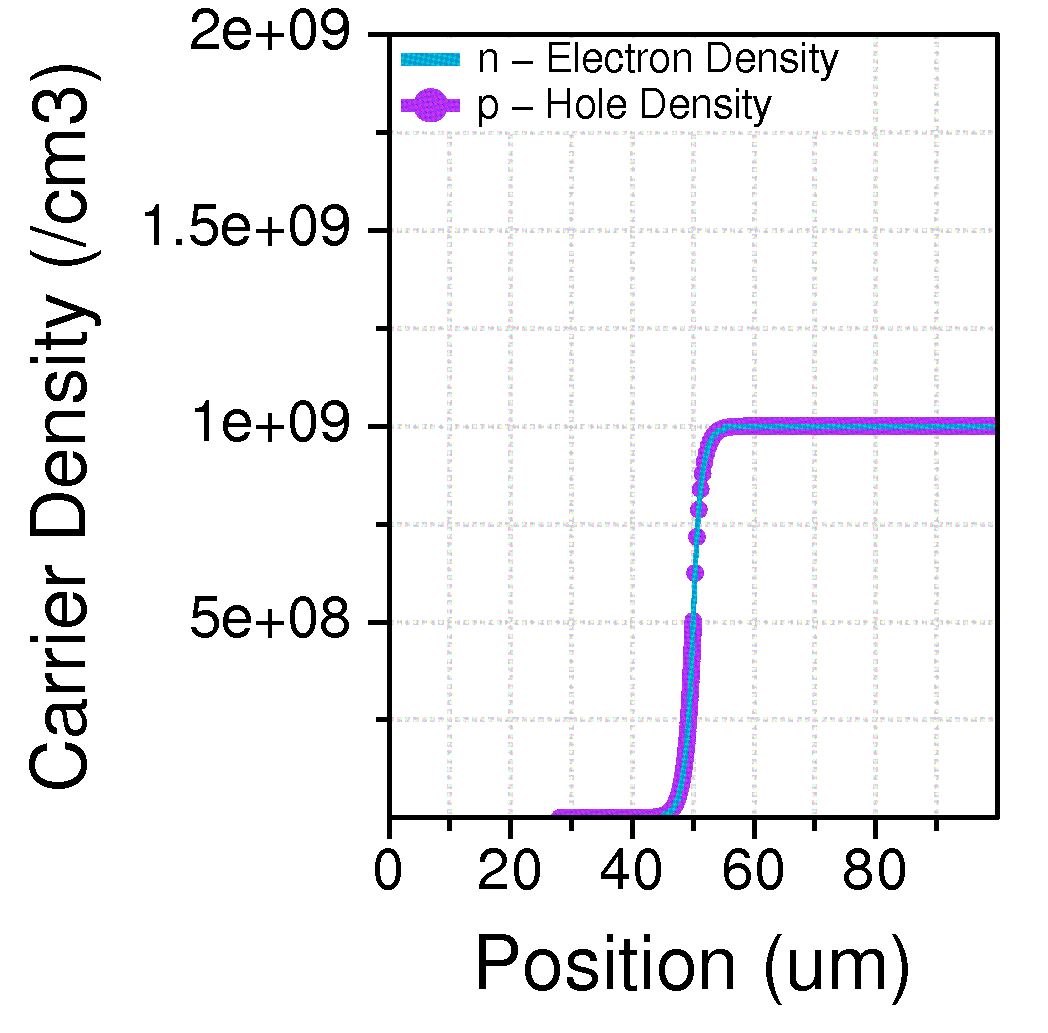 2e+09
n – Electron Density
p – Hole Density
1.5e+09
1e+09
5e+08
Carrier Density (/cm3)
0 20 40 60 80
Position (um)